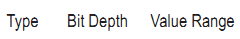 Type Bit Depth Value Range